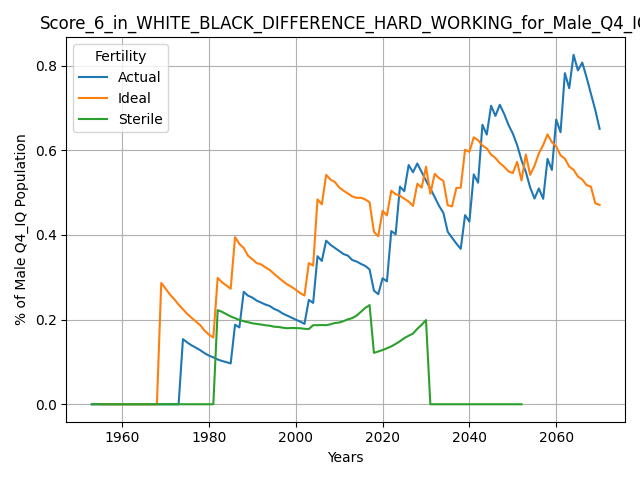 Score_6_in_WHITE_BLACK_DIFFERENCE_HARD_WORKING_for_Male_Q4_IQ
Fertility
Actual
Ideal
Sterile
% of Male Q4_IQ Population
0.8
0.6
0.4
0.2
0.0
1960 1980 2000 2020 2040 2060
Years